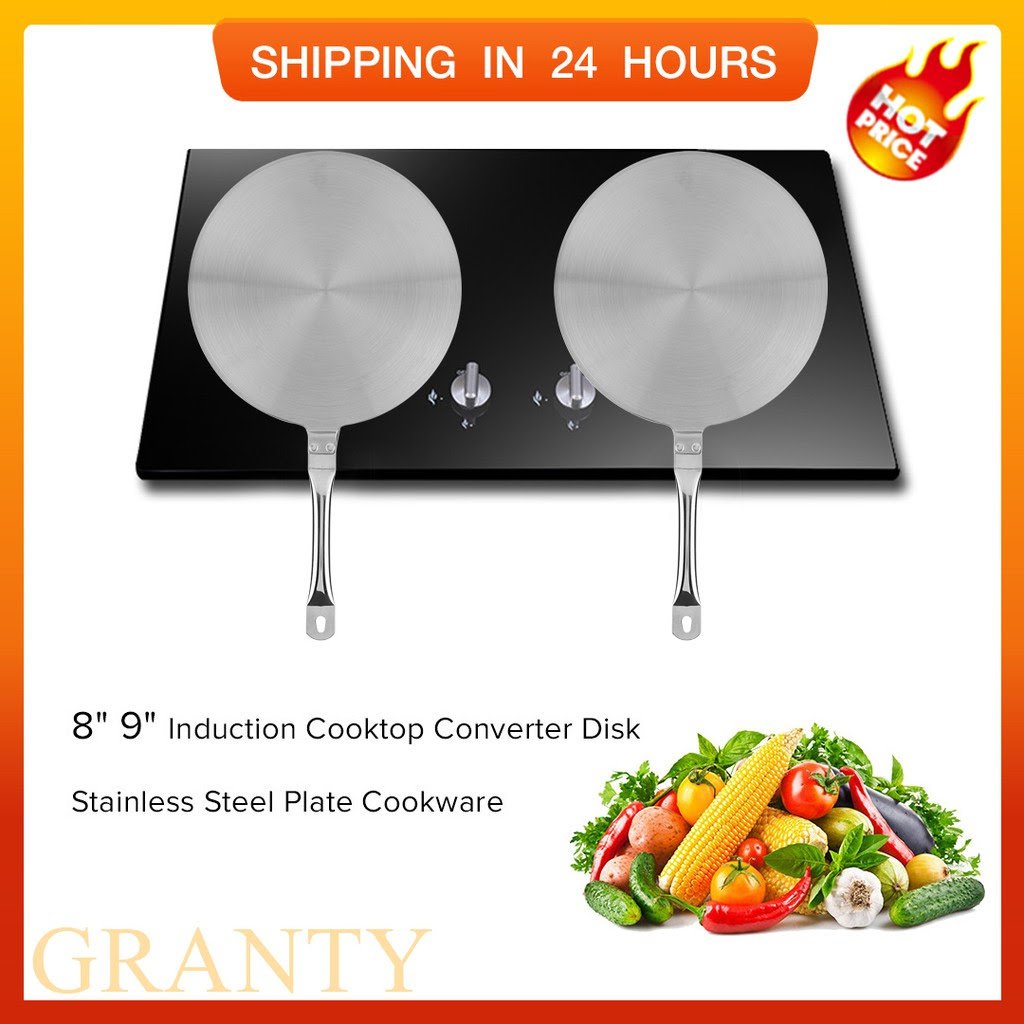 SHIPPING IN 24 HOURS
HOT
PRICE
8" 9" Induction Cooktop Converter Disk
Stainless Steel Plate Cookware
GRANTY